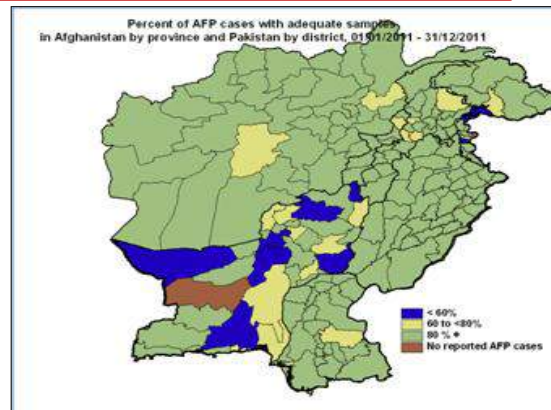 Percent of AFP cases with adequate samples
in Afghanistan by province and Pakistan by district, 01/01/2011 - 31/12/2011
< 60%
60 to <80%
80 % +
No reported AFP cases